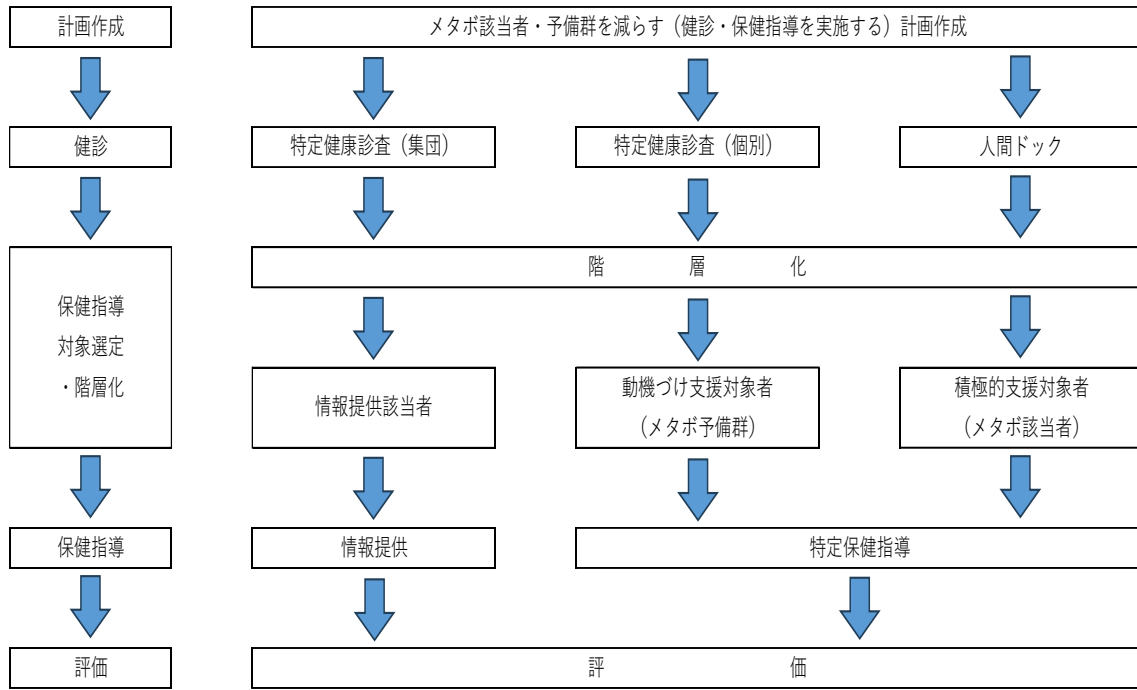 計画作成
メタボ該当者・予備群を減らす（健診・保健指導を実施する）計画作成
健診
特定健康診査（集団）
特定健康診査（個別）
人間ドック
保健指導
対象選定
・階層化
階　層　化
情報提供該当者
動機づけ支援対象者
（メタボ予備群）
積極的支援対象者
（メタボ該当者）
保健指導
情報提供
特定保健指導
評価
評　価